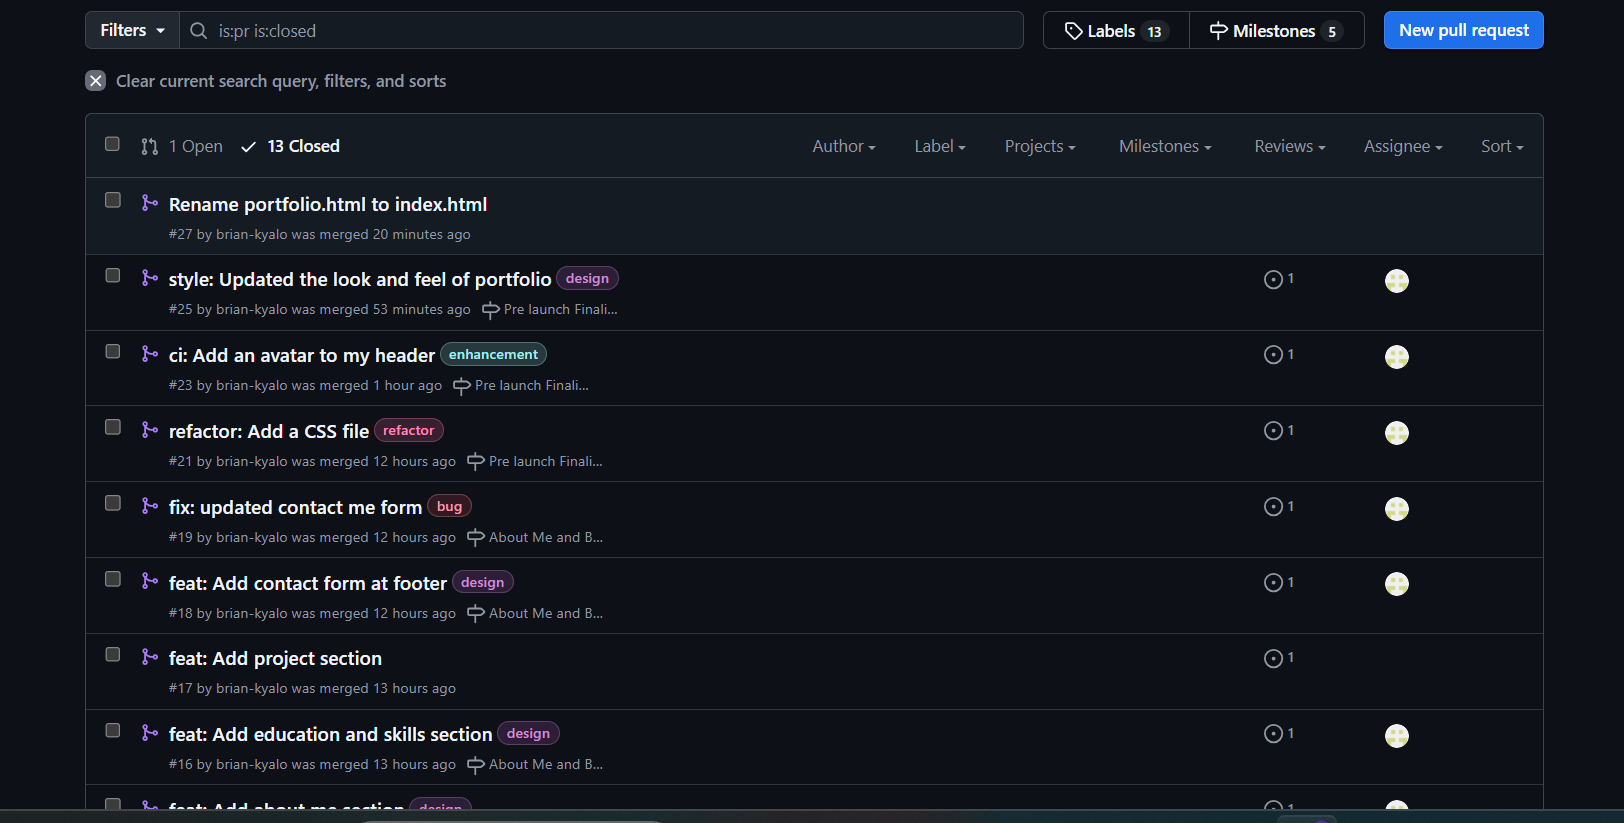 Filters is:pr is:closed Labels 13 Milestones 5 New pull request
Clear current search query, filters, and sorts
1 Open 13 Closed Author Label Projects Milestones Reviews Assignee Sort
Rename portfolio.html to index.html
#27 by brian-kyalo was merged 20 minutes ago
style: Updated the look and feel of portfolio design 1
#25 by brian-kyalo was merged 53 minutes ago Pre launch Finali...
ci: Add an avatar to my header enhancement 1
#23 by brian-kyalo was merged 1 hour ago Pre launch Finali...
refactor: Add a CSS file refactor 1
#21 by brian-kyalo was merged 12 hours ago Pre launch Finali...
fix: updated contact me form bug 1
#19 by brian-kyalo was merged 12 hours ago About Me and B...
feat: Add contact form at footer design 1
#18 by brian-kyalo was merged 12 hours ago About Me and B...
feat: Add project section 1
#17 by brian-kyalo was merged 13 hours ago
feat: Add education and skills section design 1
#16 by brian-kyalo was merged 13 hours ago About Me and B...
feat: Add about me section design 1